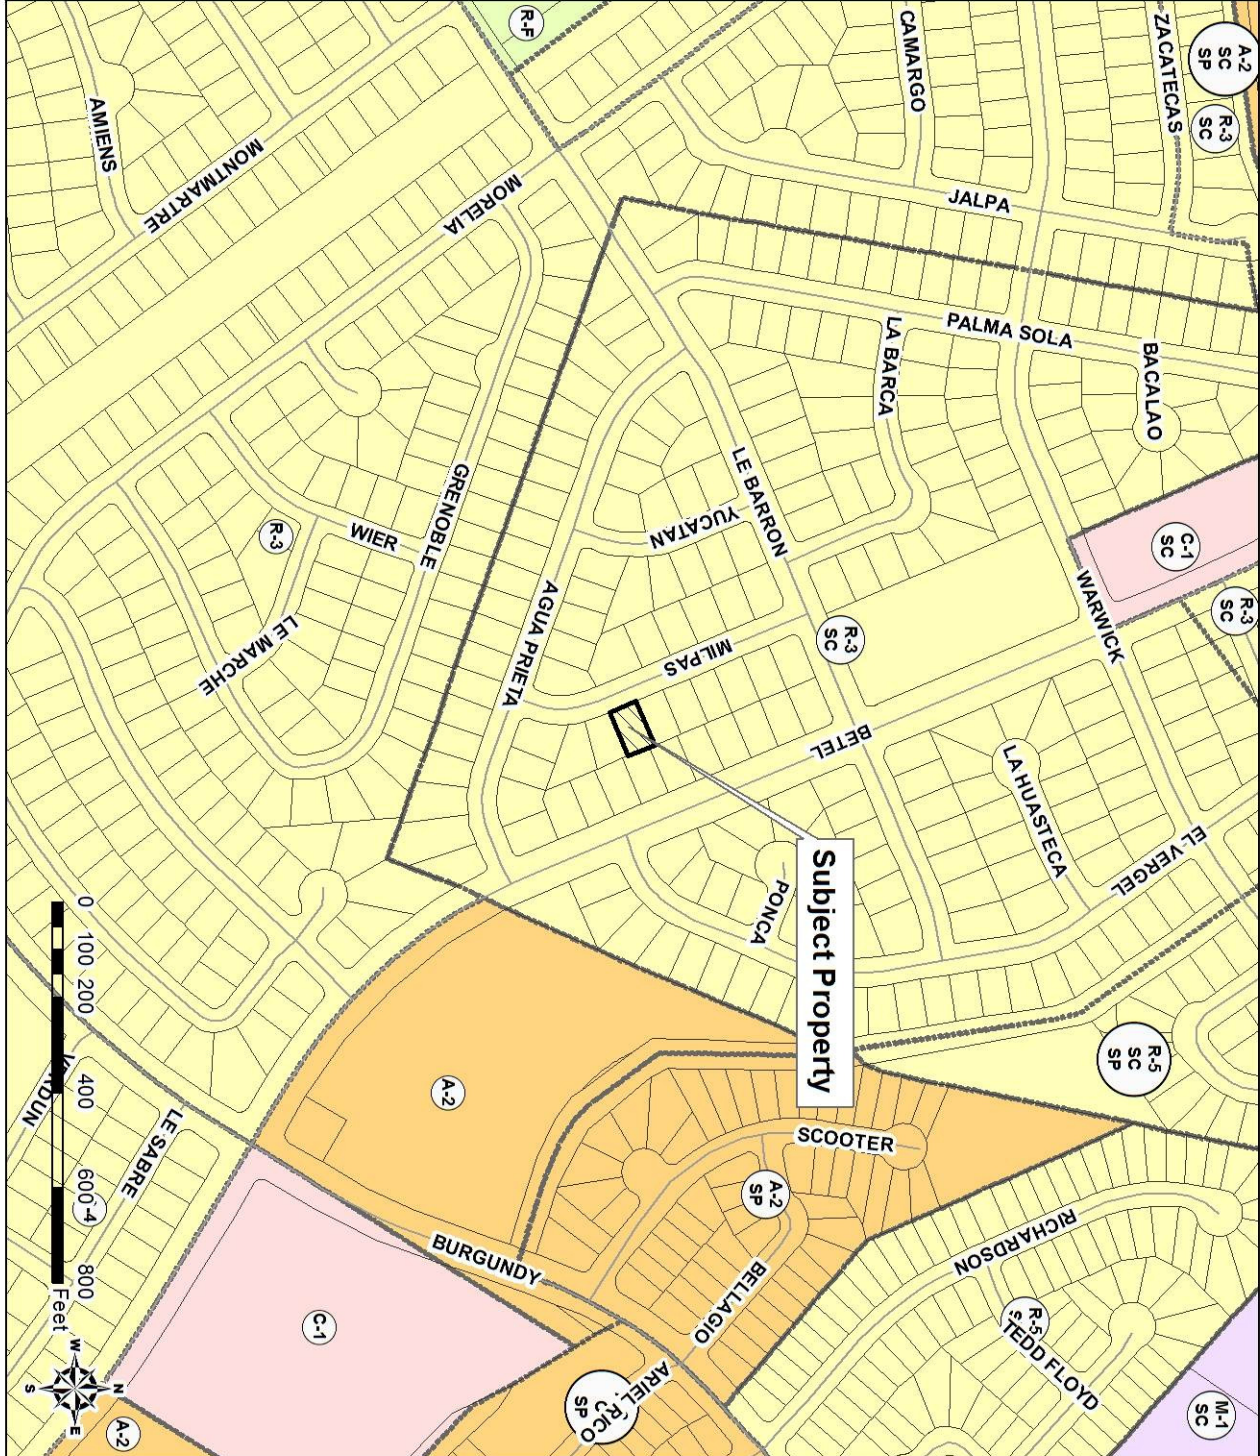 R-F
CAMARGO
ZACATECAS
A-2
SC
SP
R-3
SC
AMIENS
MONTMARTRE
MORELIA
JALPA
PALMA SOLA
LA BARCA
BACALAO
LE BARRON
YUCATAN
GRENOBLE
R-3
WIER
LE MARCHE
AGUA PRIETA
MILPAS
R-3
SC
C-1
SC
R-3
SC
WARWICK
BETEL
LA HUASTECA
EL VERGEL
PONCA
Subject Property
R-5
SC
SP
A-2
SCOOTER
A-2
SP
BELLAGIO
RICHARDSON
R-5
TEDD FLOYD
M-1
SC
LE SABRE
BURGUNDY
C-1
ARIEL RICO
SP
A-2
0 100 200 400 600 800
Feet
N
E
S
W